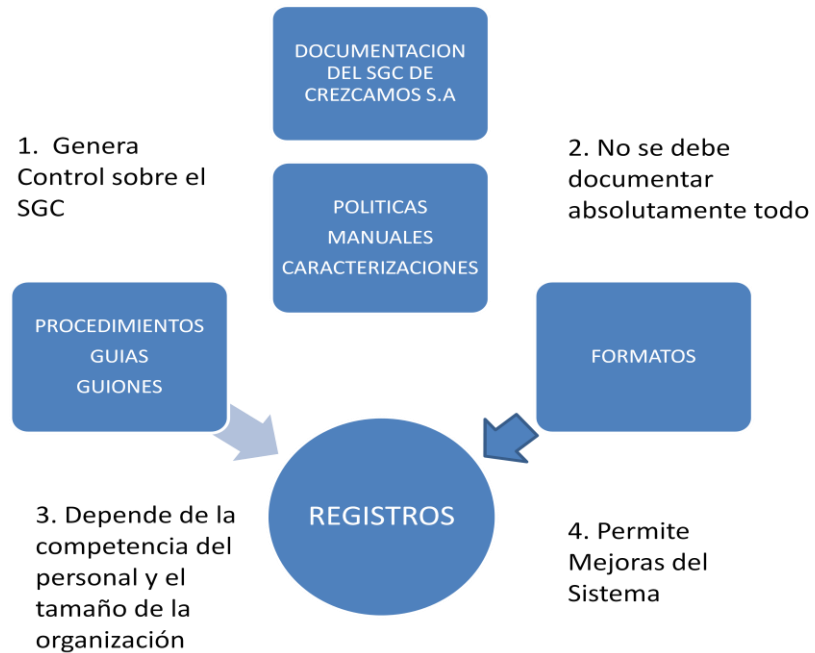 DOCUMENTACION
DEL SGC DE
CREZCAMOS S.A
1. Genera
Control sobre el
SGC
2. No se debe
documentar
absolutamente todo
POLITICAS
MANUALES
CARACTERIZACIONES
PROCEDIMIENTOS
GUIAS
GUIONES
FORMATOS
REGISTROS
3. Depende de la
competencia del
personal y el
tamaño de la
organización
4. Permite
Mejoras del
Sistema